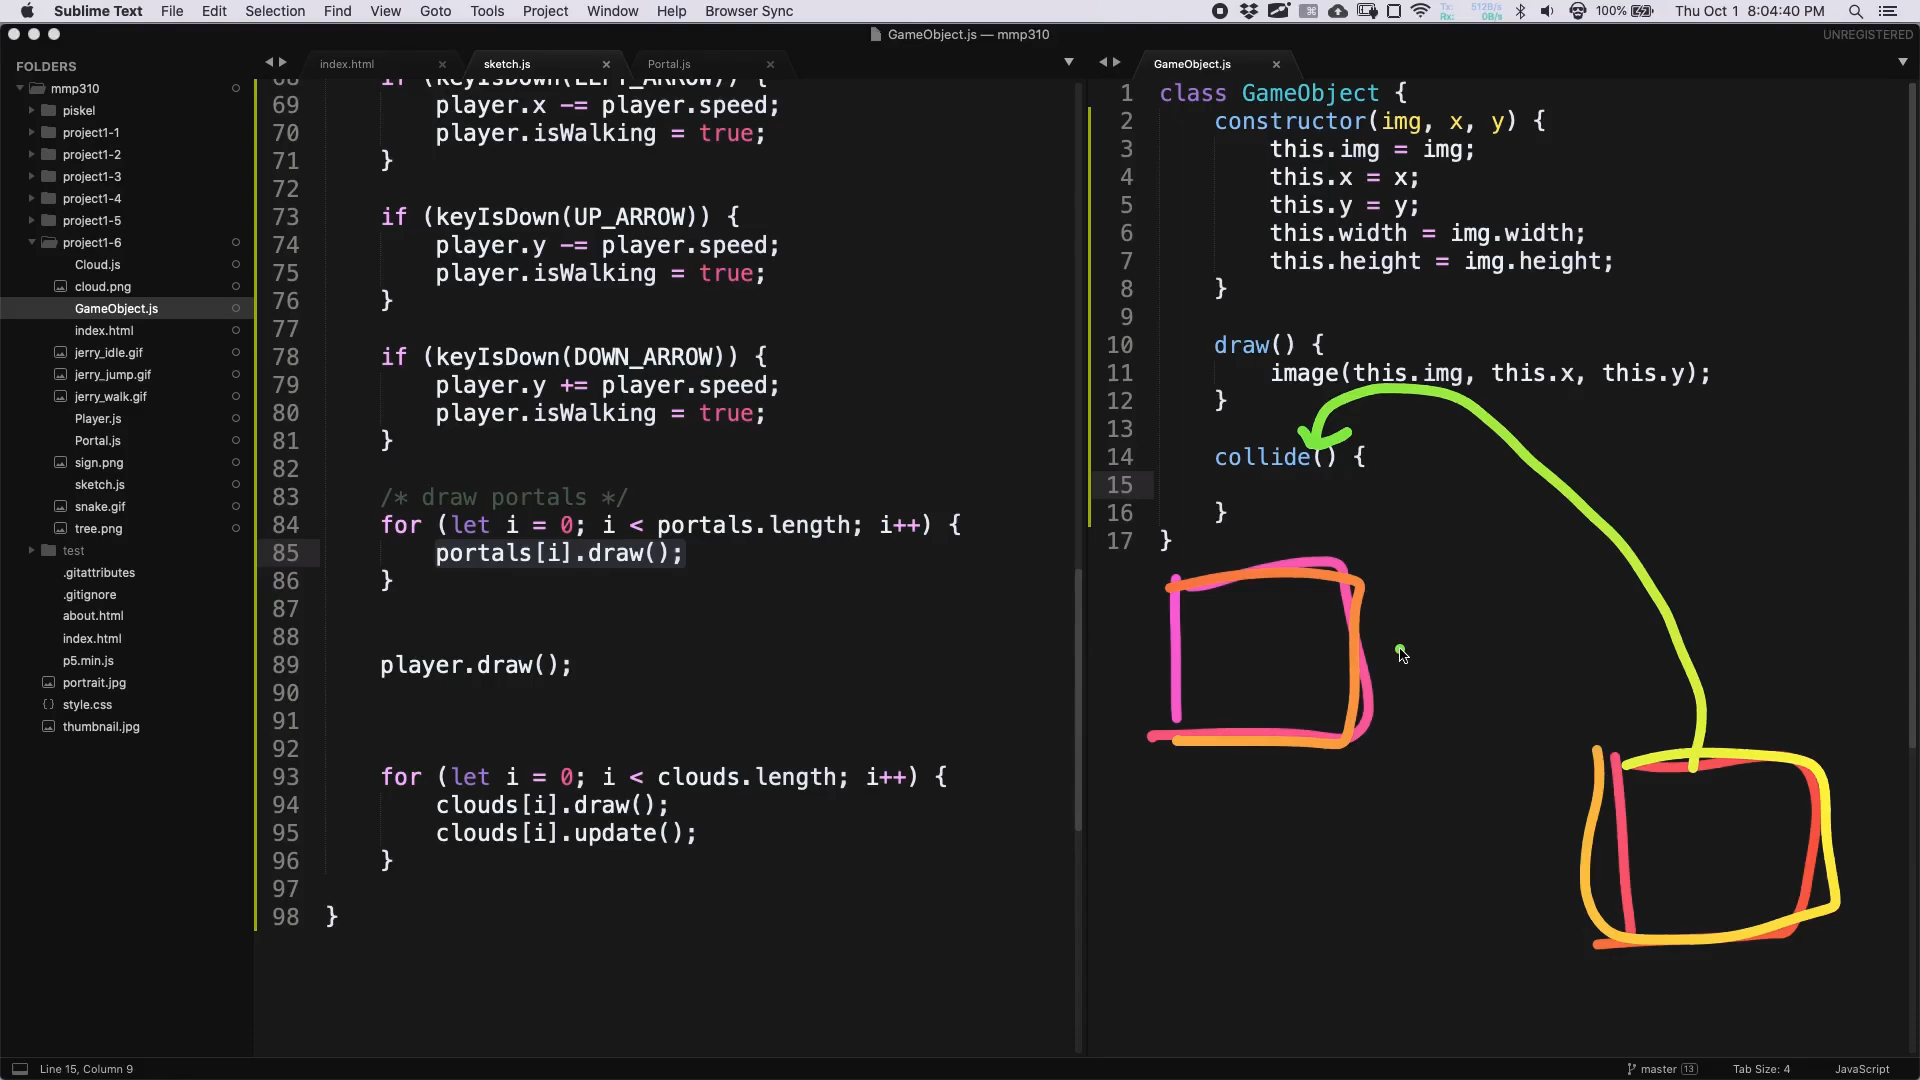 Sublime Text File Edit Selection Find View Goto Tools Project Window Help Browser Sync Tx: 512B/s Rx: 0B/s 100% Thu Oct 1 8:04:40 PM
GameObject.js — mmp310 UNREGISTERED
FOLDERS
mmp310
piskel
project1-1
project1-2
project1-3
project1-4
project1-5
project1-6
Cloud.js
cloud.png
GameObject.js
index.html
jerry_idle.gif
jerry_jump.gif
jerry_walk.gif
Player.js
Portal.js
sign.png
sketch.js
snake.gif
tree.png
test
.gitattributes
.gitignore
about.html
index.html
p5.min.js
portrait.jpg
style.css
thumbnail.jpg
index.html sketch.js Portal.js
68 if (keyIsDown(LEFT_ARROW)) {
69 player.x -= player.speed;
70 player.isWalking = true;
71 }
72
73 if (keyIsDown(UP_ARROW)) {
74 player.y -= player.speed;
75 player.isWalking = true;
76 }
77
78 if (keyIsDown(DOWN_ARROW)) {
79 player.y += player.speed;
80 player.isWalking = true;
81 }
82
83 /* draw portals */
84 for (let i = 0; i < portals.length; i++) {
85 portals[i].draw();
86 }
87
88
89 player.draw();
90
91
92
93 for (let i = 0; i < clouds.length; i++) {
94 clouds[i].draw();
95 clouds[i].update();
96 }
97
98 }
GameObject.js
1 class GameObject {
2 constructor(img, x, y) {
3 this.img = img;
4 this.x = x;
5 this.y = y;
6 this.width = img.width;
7 this.height = img.height;
8 }
9
10 draw() {
11 image(this.img, this.x, this.y);
12 }
13
14 collide() {
15
16 }
17 }
Line 15, Column 9 master 13 Tab Size: 4 JavaScript